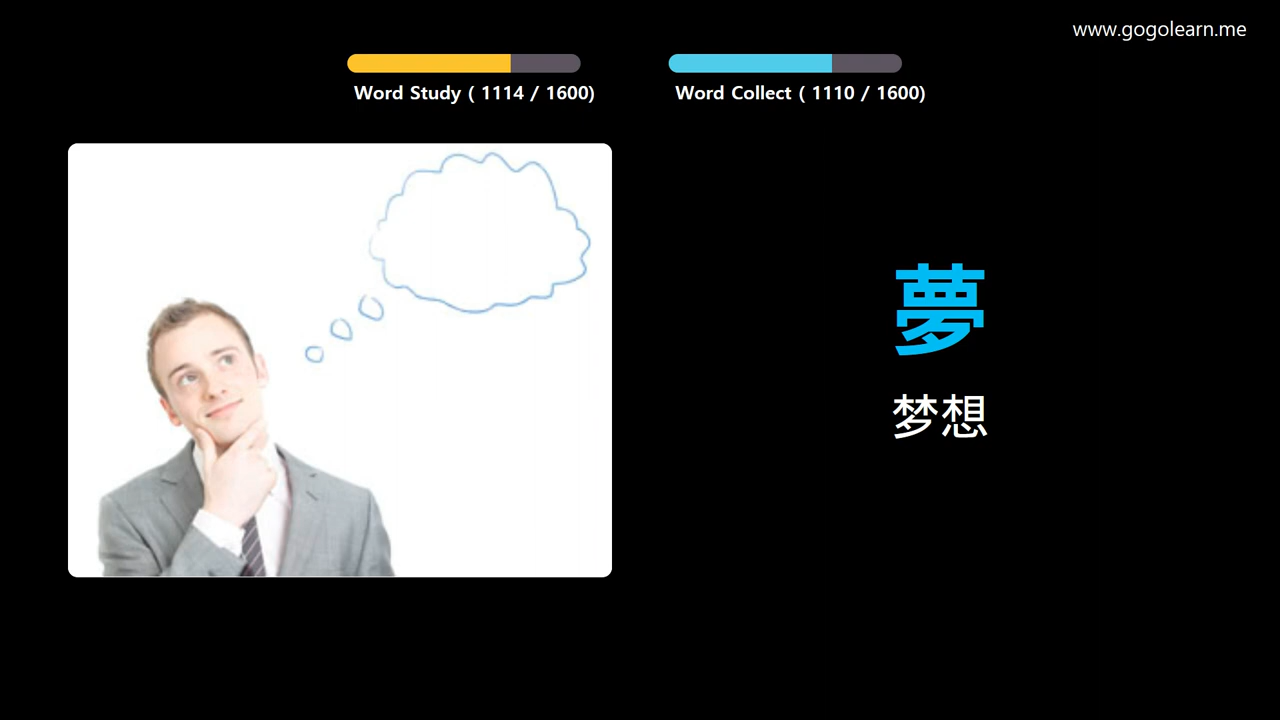 www.gogolearn.me
Word Study ( 1114 / 1600)
Word Collect ( 1110 / 1600)
夢
梦想